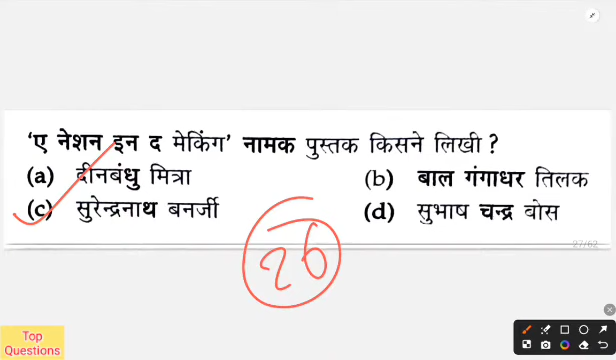 ‘ए नेशन इन द मेकिंग’ नामक पुस्तक किसने लिखी ?
(a) दीनबंधु मित्रा (b) बाल गंगाधर तिलक
(c) सुरेन्द्रनाथ बनर्जी (d) सुभाष चन्द्र बोस
27/62
26
Top
Questions